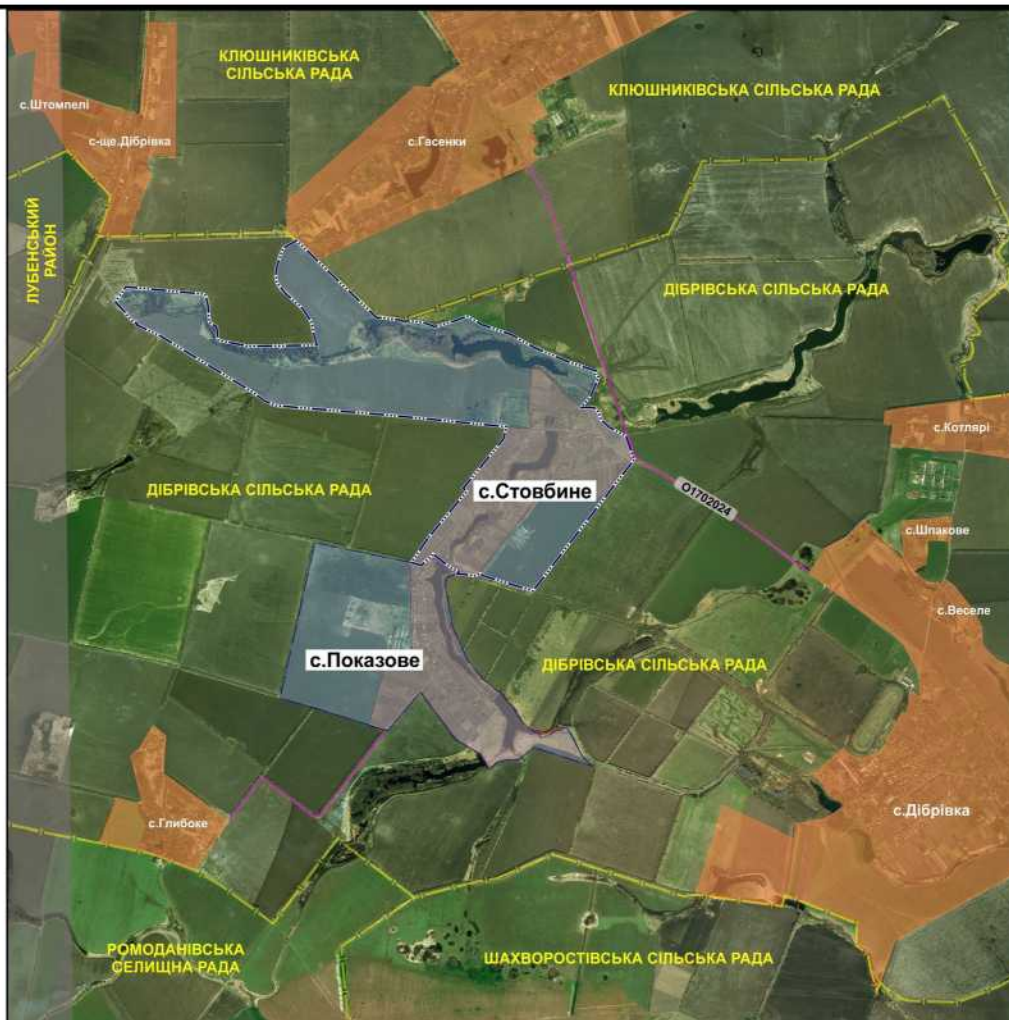 КЛЮШНИКІВСЬКА
СІЛЬСЬКА РАДА
КЛЮШНИКІВСЬКА СІЛЬСЬКА РАДА
с.Штомпелі
с-ще.Дібрівка
с.Гасенки
ЛУБЕНСЬКИЙ
РАЙОН
ДІБРІВСЬКА СІЛЬСЬКА РАДА
с.Котлярі
ДІБРІВСЬКА СІЛЬСЬКА РАДА
с.Стовбине
О1702024
с.Шпакове
с.Веселе
с.Показове
ДІБРІВСЬКА СІЛЬСЬКА РАДА
с.Глибоке
с.Дібрівка
РОМОДАНІВСЬКА
СЕЛИЩНА РАДА
ШАХВОРОСТІВСЬКА СІЛЬСЬКА РАДА